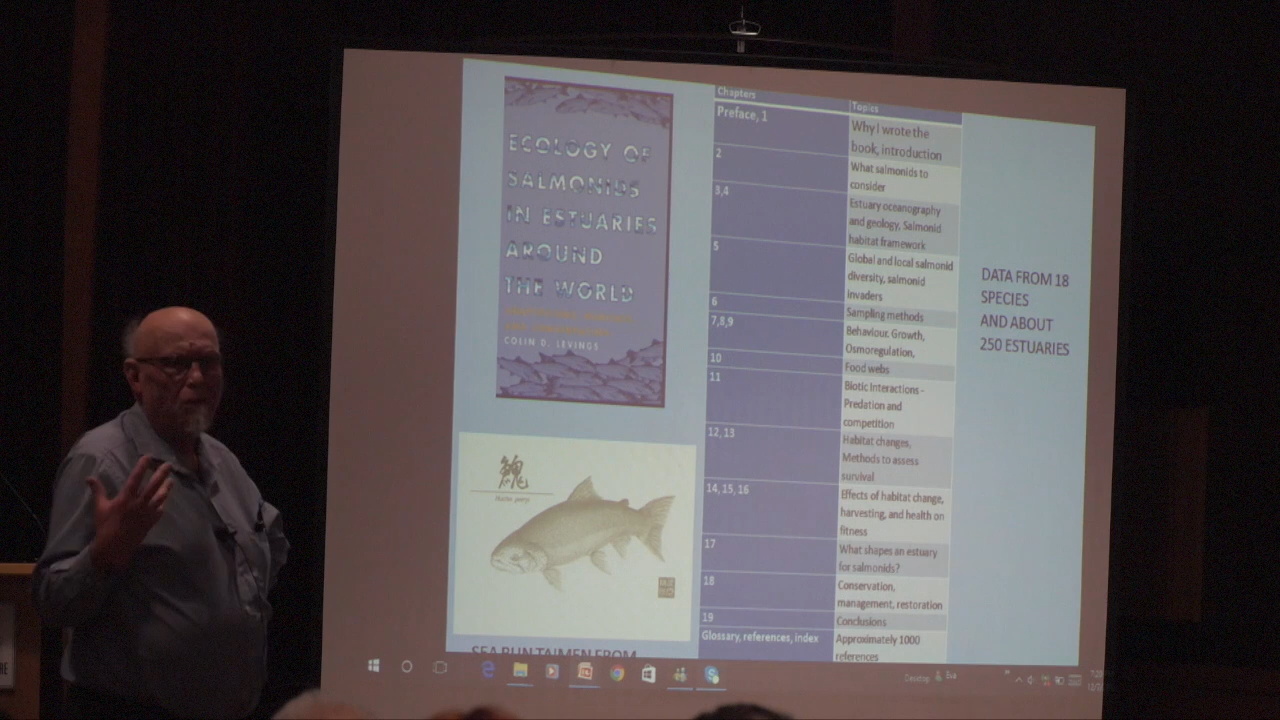 ECOLOGY OF
SALMONIDS
IN ESTUARIES
AROUND
THE WORLD
COLIN D. LEVINGS
Chapters
Topics
Preface, 1
Why I wrote the
book, introduction
2
What salmonids to
consider
3,4
Estuary oceanography
and geology, Salmonid
habitat framework
5
Global and local salmonid
diversity, salmonid
invaders
6
Sampling methods
7,8,9
Behaviour. Growth,
Osmoregulation,
10
Food webs
11
Biotic Interactions -
Predation and
competition
12, 13
Habitat changes,
Methods to assess
survival
14, 15, 16
Effects of habitat change,
harvesting, and health on
fitness
17
What shapes an estuary
for salmonids?
18
Conservation,
management, restoration
19
Conclusions
Glossary, references, index
Approximately 1000
references
DATA FROM 18
SPECIES
AND ABOUT
250 ESTUARIES
Hucho perryi
SEA RUN TAIMEN FROM
Desktop